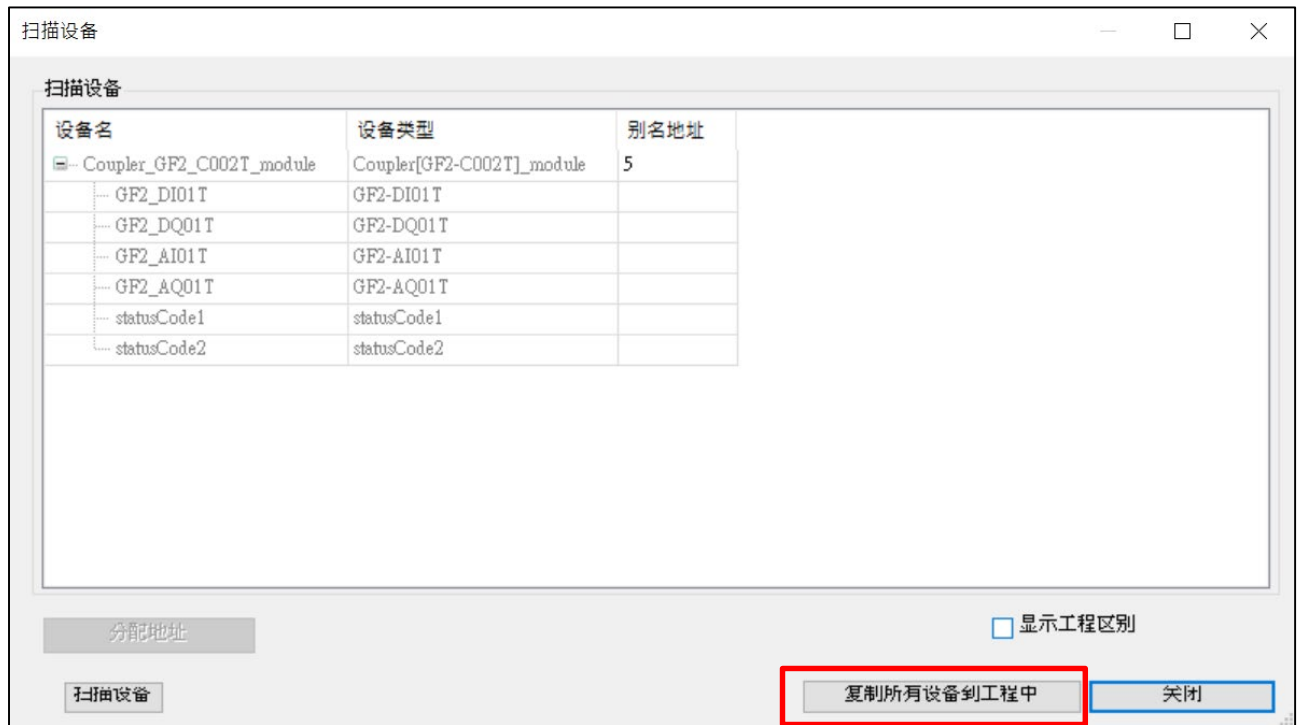 扫描设备
扫描设备
设备名 设备类型 别名地址
Coupler_GF2_C002T_module Coupler[GF2-C002T]_module 5
GF2_DI01T GF2-DI01T
GF2_DQ01T GF2-DQ01T
GF2_AI01T GF2-AI01T
GF2_AQ01T GF2-AQ01T
statusCode1 statusCode1
statusCode2 statusCode2
分配地址 显示工程区别
扫描设备 复制所有设备到工程中 关闭